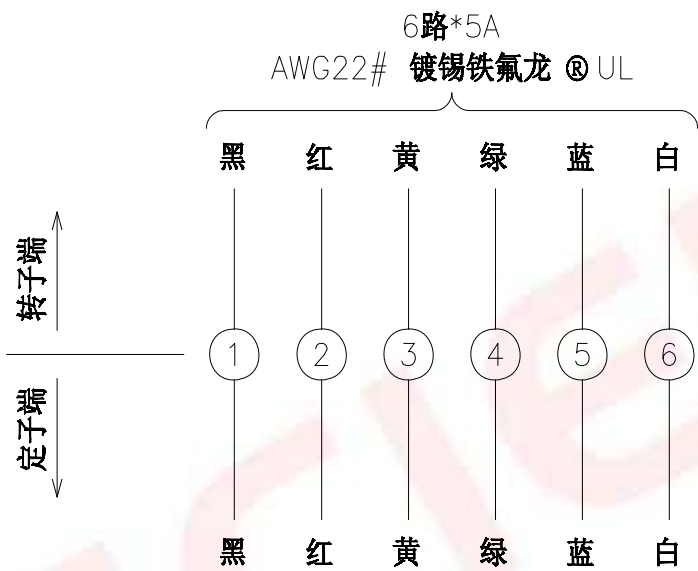 6路*5A
AWG22# 镀锡铁氟龙 ® UL
黑 红 黄 绿 蓝 白
转子端
1 2 3 4 5 6
定子端
黑 红 黄 绿 蓝 白